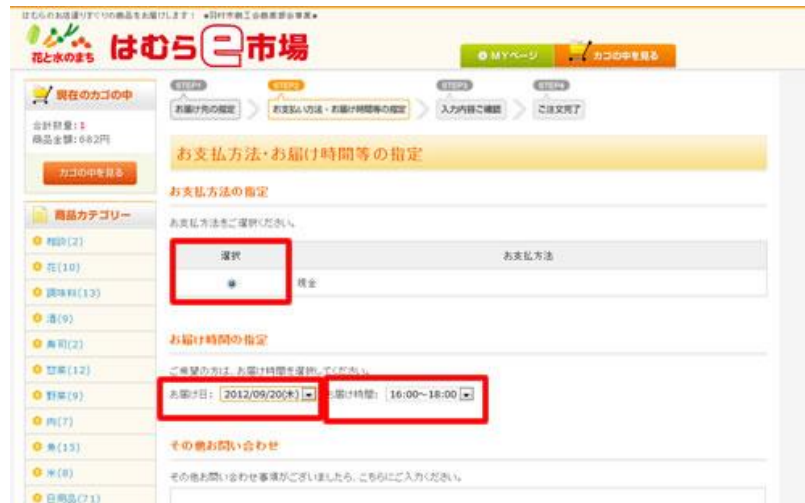 はむらのお店選りすぐりの商品をお届けします！ ★羽村市商工会商業部会事業★
花と水のまち はむらe市場
MYページ カゴの中を見る
現在のカゴの中
合計数量:1
商品金額:682円
カゴの中を見る
商品カテゴリー
相談(2)
花(10)
調味料(13)
酒(9)
寿司(2)
惣菜(12)
野菜(9)
肉(7)
魚(15)
米(8)
日用品(71)
STEP1 STEP2 STEP3 STEP4
お届け先の指定 お支払い方法・お届け時間等の指定 入力内容ご確認 ご注文完了
お支払方法・お届け時間等の指定
お支払方法の指定
お支払方法をご選択ください。
選択 お支払方法
現金
お届け時間の指定
ご希望の方は、お届け時間を選択してください。
お届け日: 2012/09/20(木) お届け時間: 16:00～18:00
その他お問い合わせ
その他お問い合わせ事項がございましたら、こちらにご入力ください。